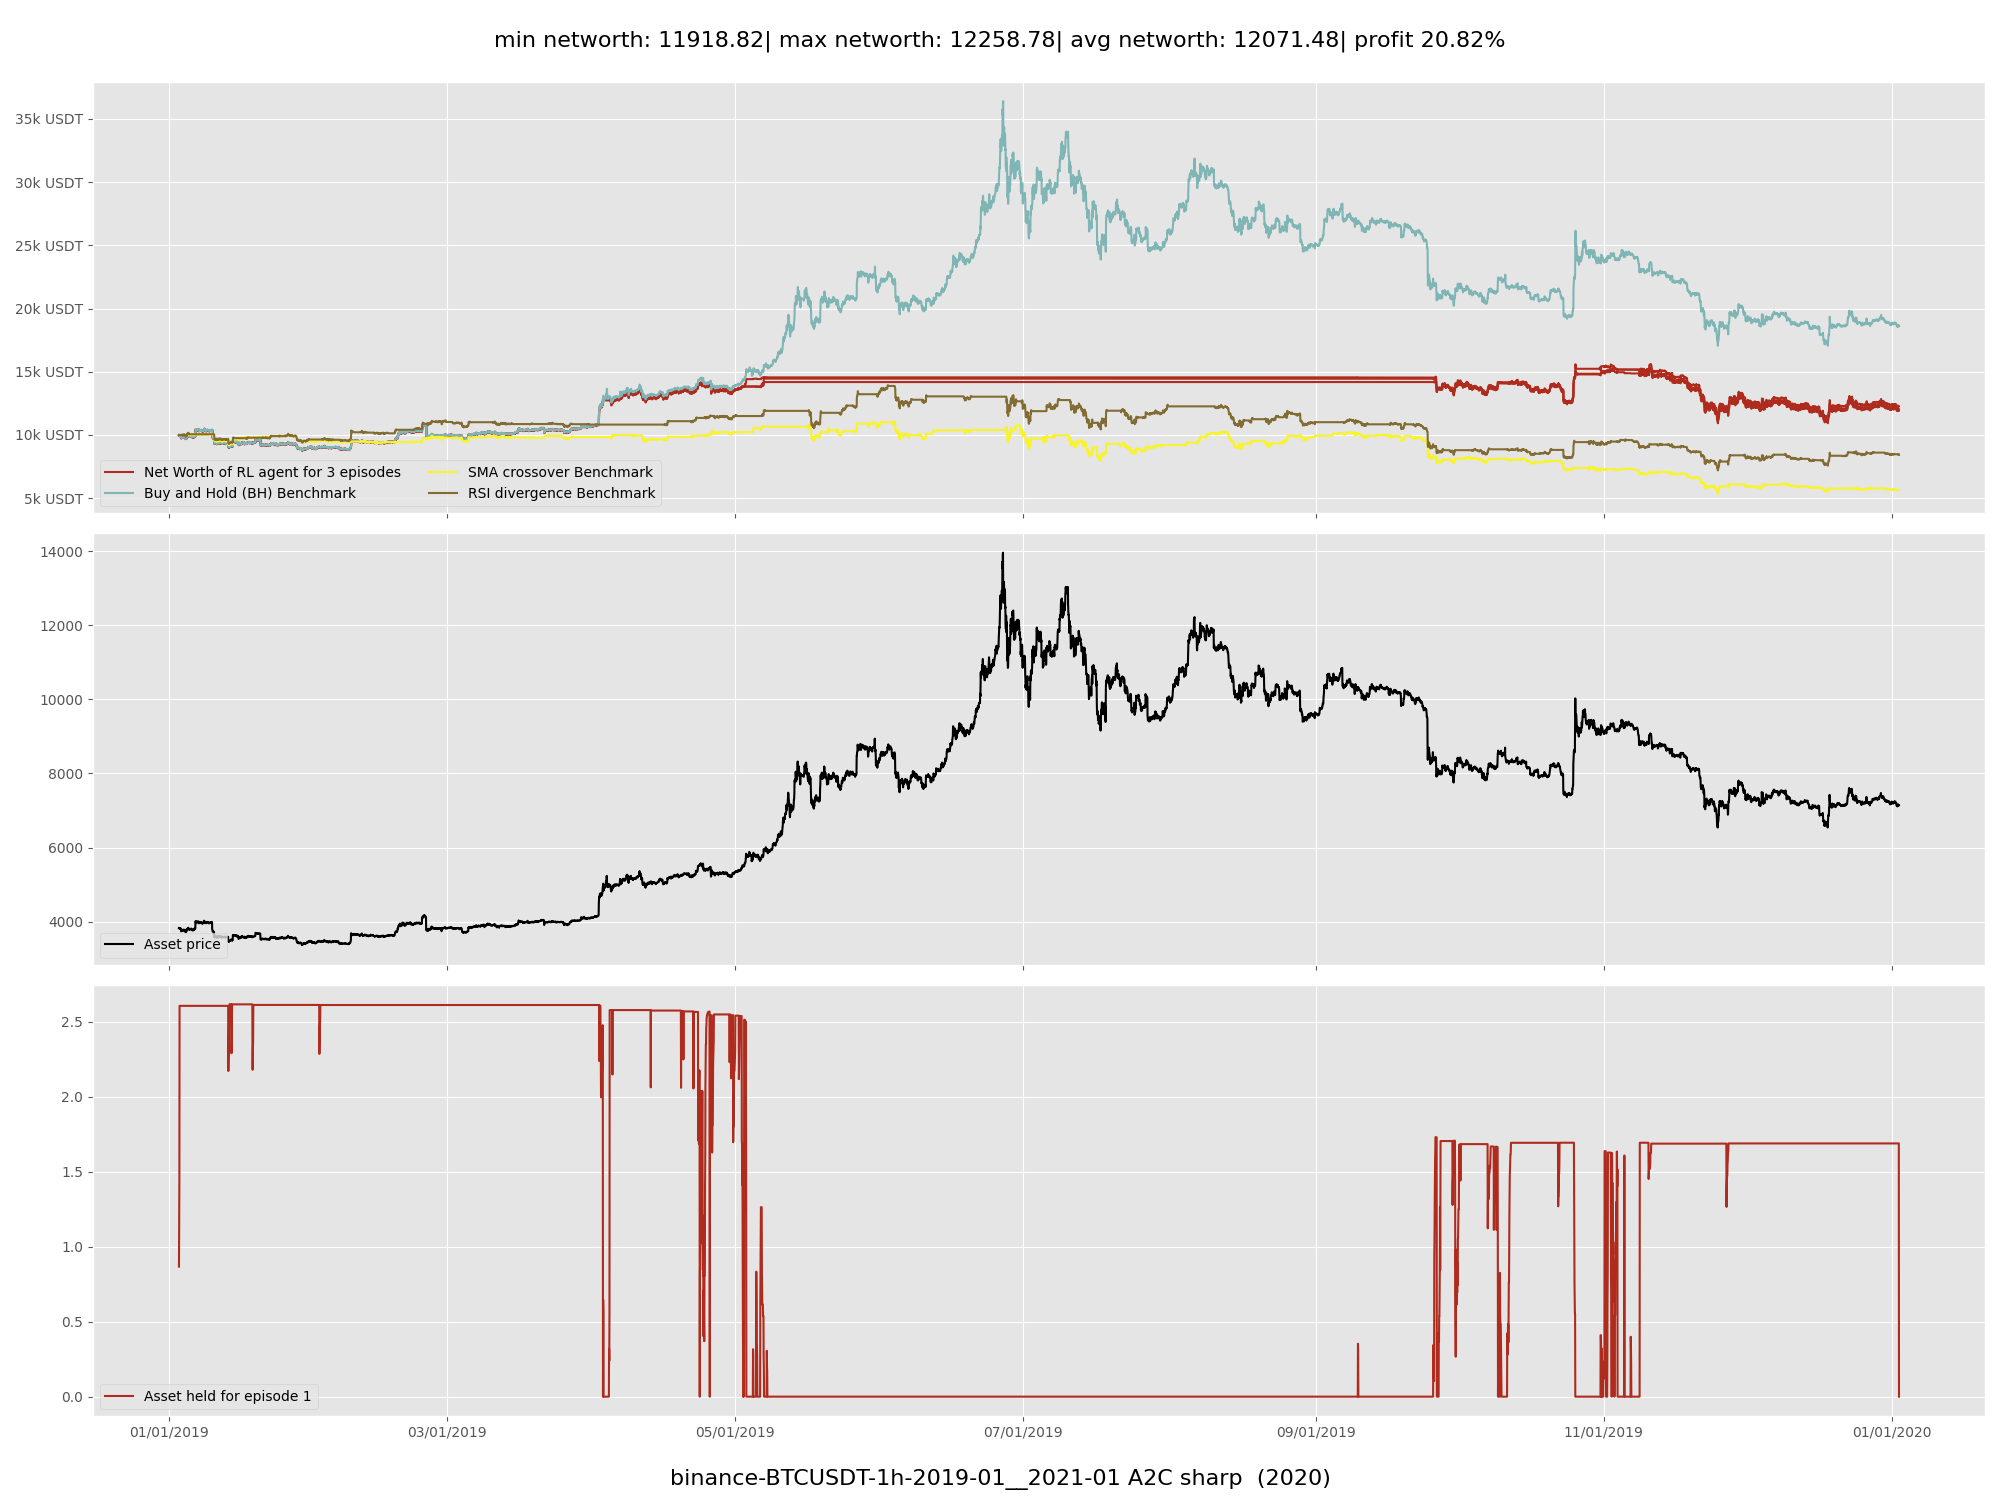 min networth: 11918.82| max networth: 12258.78| avg networth: 12071.48| profit 20.82%
35k USDT
30k USDT
25k USDT
20k USDT
15k USDT
10k USDT
5k USDT
Net Worth of RL agent for 3 episodes
Buy and Hold (BH) Benchmark
SMA crossover Benchmark
RSI divergence Benchmark
14000
12000
10000
8000
6000
4000
Asset price
2.5
2.0
1.5
1.0
0.5
0.0
Asset held for episode 1
01/01/2019 03/01/2019 05/01/2019 07/01/2019 09/01/2019 11/01/2019 01/01/2020
binance-BTCUSDT-1h-2019-01__2021-01 A2C sharp  (2020)